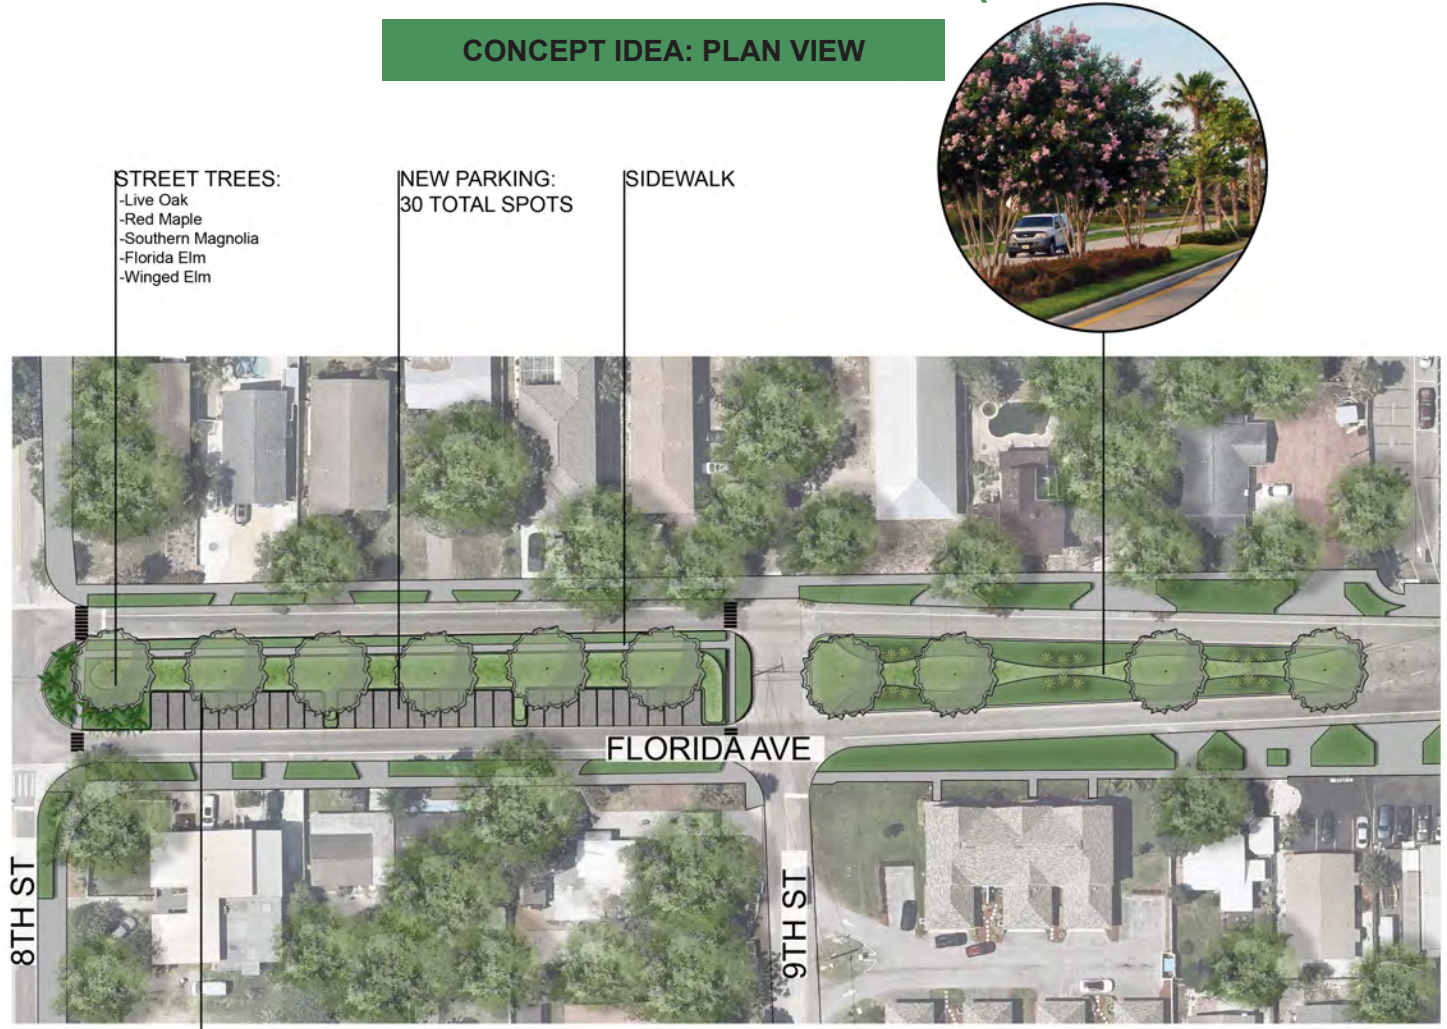 CONCEPT IDEA: PLAN VIEW
STREET TREES:
-Live Oak
-Red Maple
-Southern Magnolia
-Florida Elm
-Winged Elm
NEW PARKING:
30 TOTAL SPOTS
SIDEWALK
FLORIDA AVE
8TH ST
9TH ST